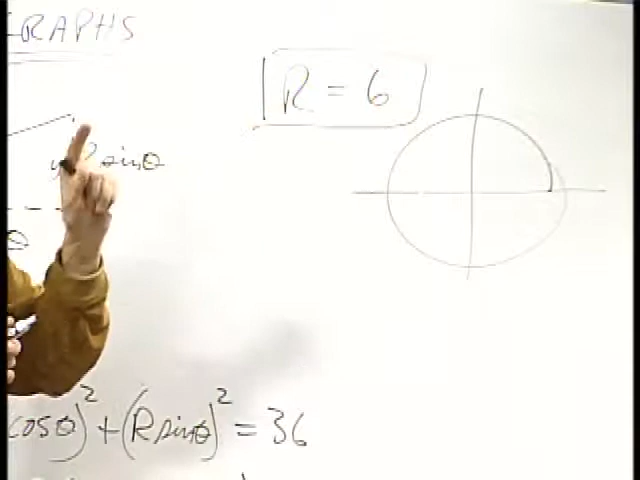 GRAPHS
R = 6
R sinθ
θ
cosθ)² + (R sinθ)² = 36